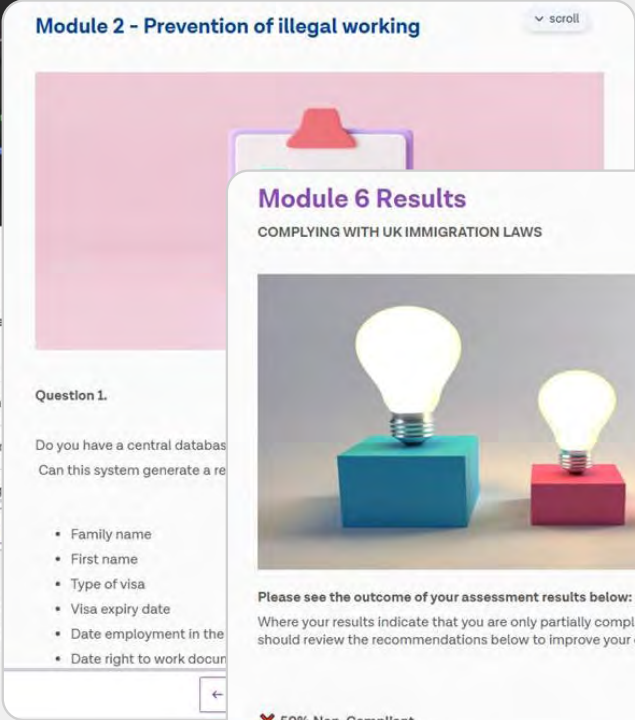 Module 2 - Prevention of illegal working
scroll
Question 1.
Do you have a central databas
Can this system generate a re
• Family name
• First name
• Type of visa
• Visa expiry date
• Date employment in the
• Date right to work docum
Module 6 Results
COMPLYING WITH UK IMMIGRATION LAWS
Please see the outcome of your assessment results below:
Where your results indicate that you are only partially compl
should review the recommendations below to improve your
50% Non-Compliant